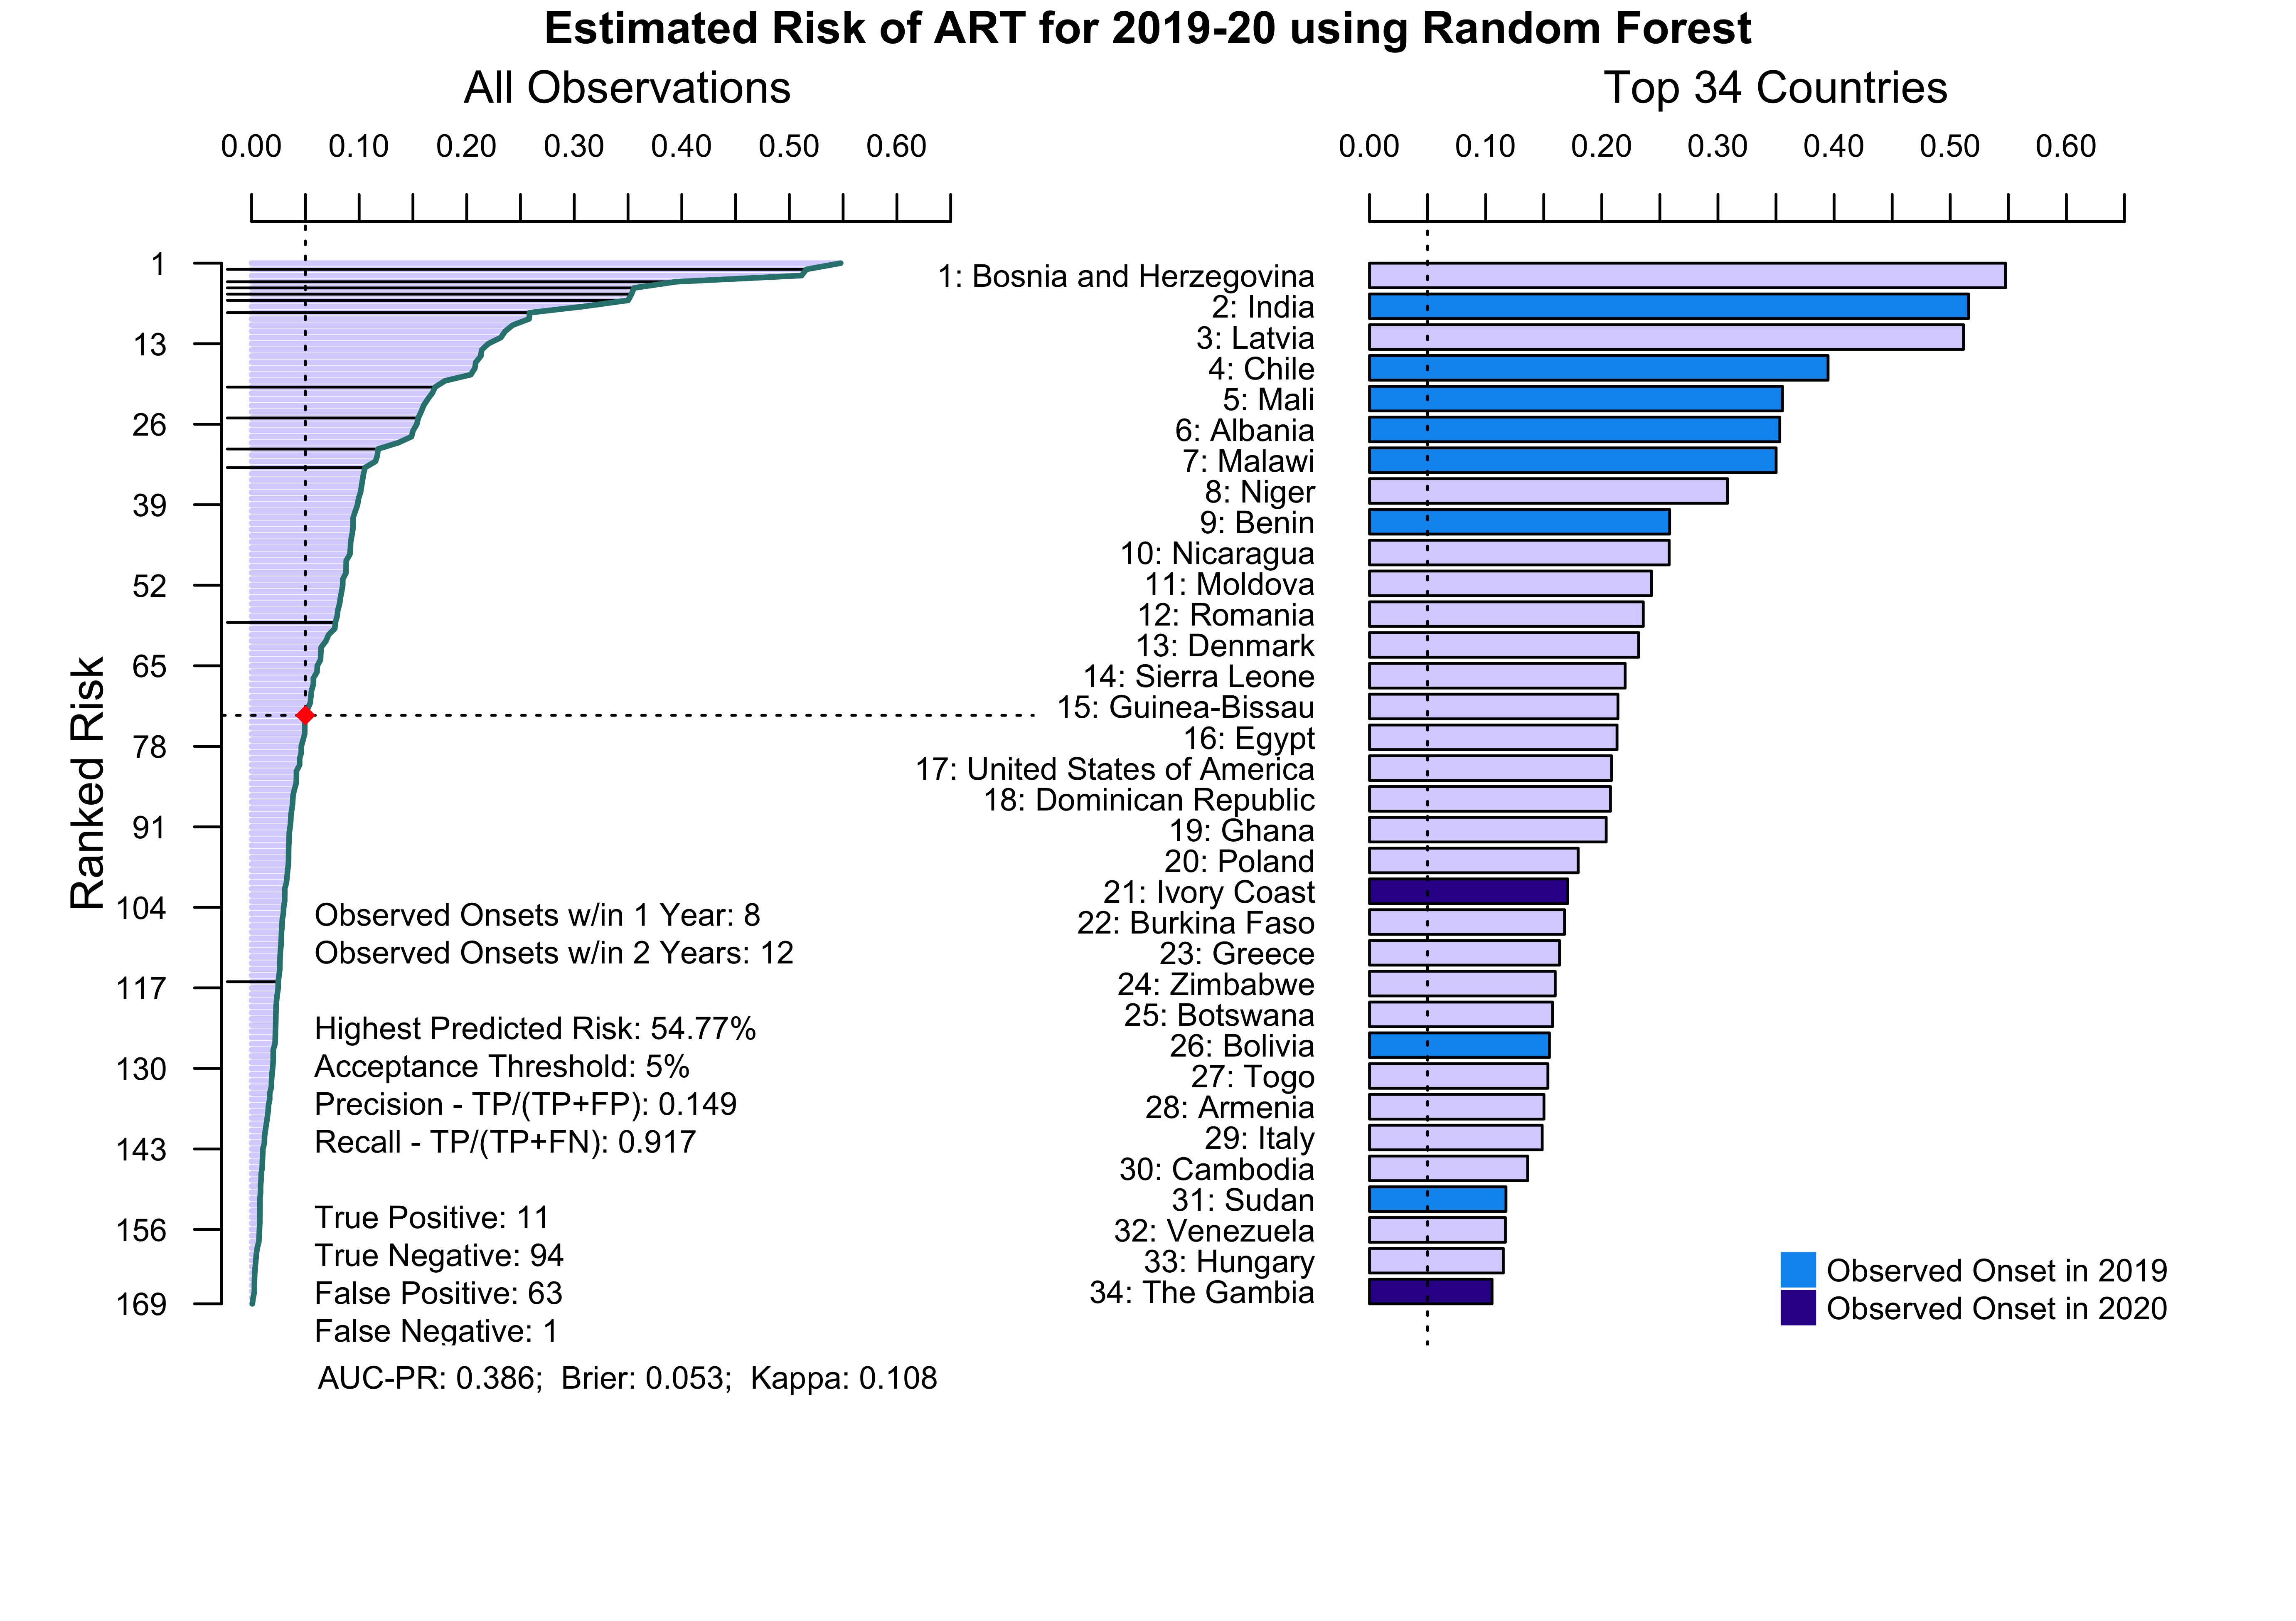 Estimated Risk of ART for 2019-20 using Random Forest
All Observations
0.00 0.10 0.20 0.30 0.40 0.50 0.60
Ranked Risk
1
13
26
39
52
65
78
91
104
117
130
143
156
169
Observed Onsets w/in 1 Year: 8
Observed Onsets w/in 2 Years: 12
Highest Predicted Risk: 54.77%
Acceptance Threshold: 5%
Precision - TP/(TP+FP): 0.149
Recall - TP/(TP+FN): 0.917
True Positive: 11
True Negative: 94
False Positive: 63
False Negative: 1
AUC-PR: 0.386; Brier: 0.053; Kappa: 0.108
Top 34 Countries
0.00 0.10 0.20 0.30 0.40 0.50 0.60
1: Bosnia and Herzegovina
2: India
3: Latvia
4: Chile
5: Mali
6: Albania
7: Malawi
8: Niger
9: Benin
10: Nicaragua
11: Moldova
12: Romania
13: Denmark
14: Sierra Leone
15: Guinea-Bissau
16: Egypt
17: United States of America
18: Dominican Republic
19: Ghana
20: Poland
21: Ivory Coast
22: Burkina Faso
23: Greece
24: Zimbabwe
25: Botswana
26: Bolivia
27: Togo
28: Armenia
29: Italy
30: Cambodia
31: Sudan
32: Venezuela
33: Hungary
34: The Gambia
Observed Onset in 2019
Observed Onset in 2020